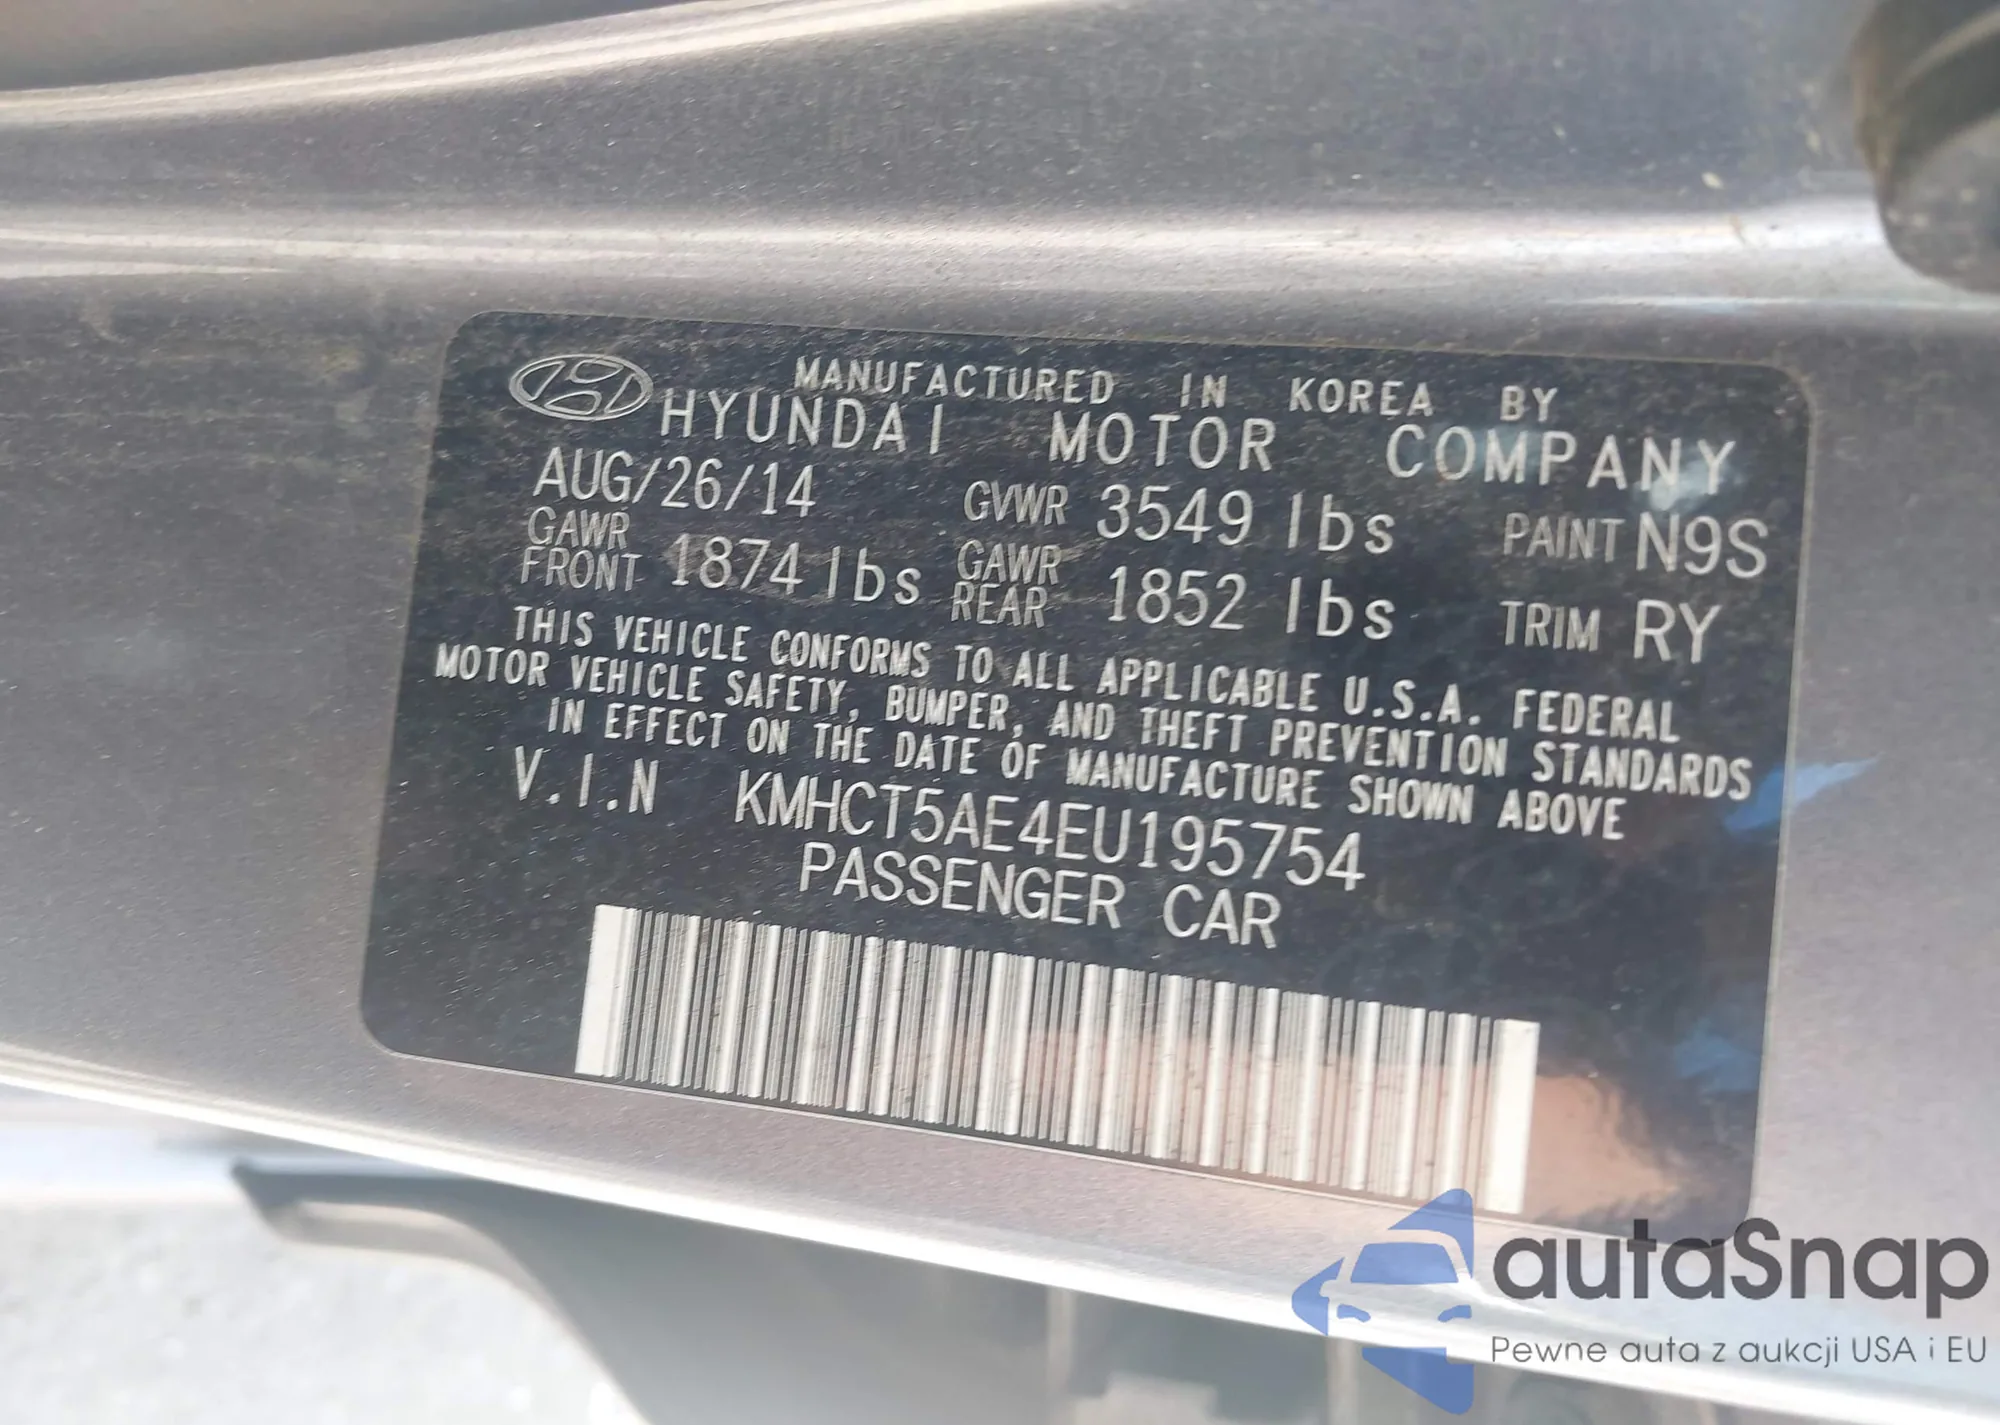 MANUFACTURED IN KOREA BY
HYUNDAI MOTOR COMPANY
AUG/26/14 GVWR 3549 lbs PAINT N9S
GAWR FRONT 1874 lbs GAWR REAR 1852 lbs TRIM RY
THIS VEHICLE CONFORMS TO ALL APPLICABLE U.S.A. FEDERAL
MOTOR VEHICLE SAFETY, BUMPER, AND THEFT PREVENTION STANDARDS
IN EFFECT ON THE DATE OF MANUFACTURE SHOWN ABOVE
V.I.N KMHCT5AE4EU195754
PASSENGER CAR
autaSnap
Pewne auta z aukcji USA i EU